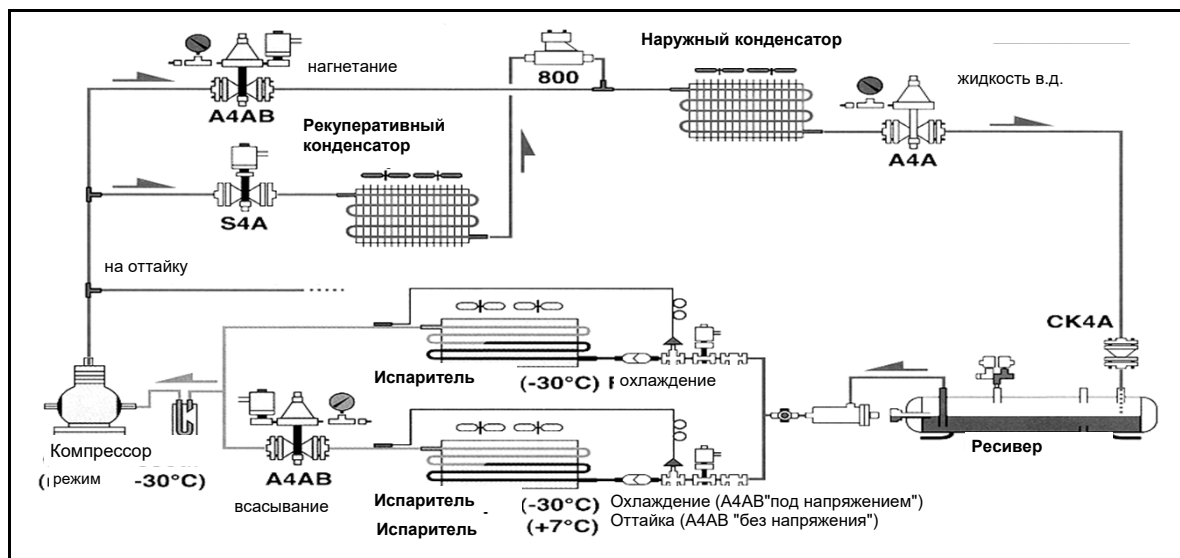 Наружный конденсатор
нагнетание
800
жидкость в.д.
A4AB
Рекуперативный
конденсатор
A4A
S4A
на оттайку
CK4A
Испаритель (-30°C) охлаждение
Компрессор
режим -30°C)
A4AB
Ресивер
всасывание
Испаритель (-30°C) Охлаждение (A4AB"под напряжением")
Испаритель (+7°C) Оттайка (A4AB "без напряжения")